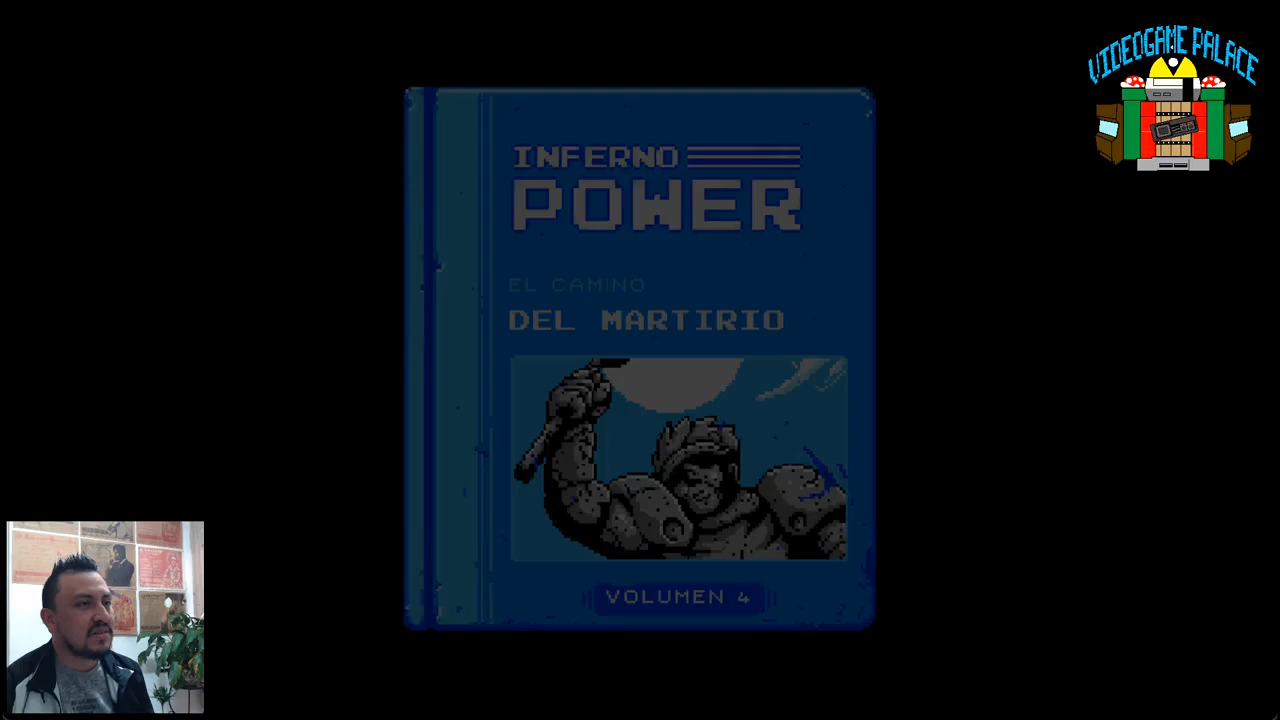 VIDEOGAME PALACE
INFERNO
POWER
EL CAMINO
DEL MARTIRIO
VOLUMEN 4